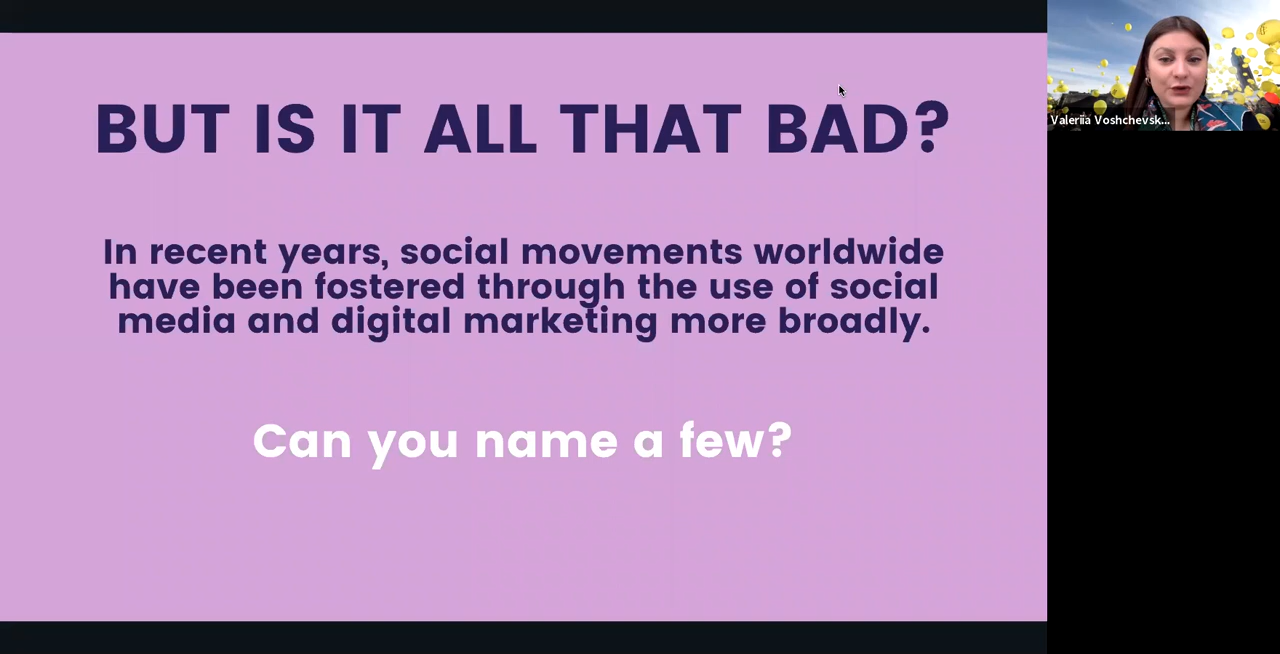 BUT IS IT ALL THAT BAD?
In recent years, social movements worldwide
have been fostered through the use of social
media and digital marketing more broadly.
Can you name a few?
Valeriia Voshchevsk...